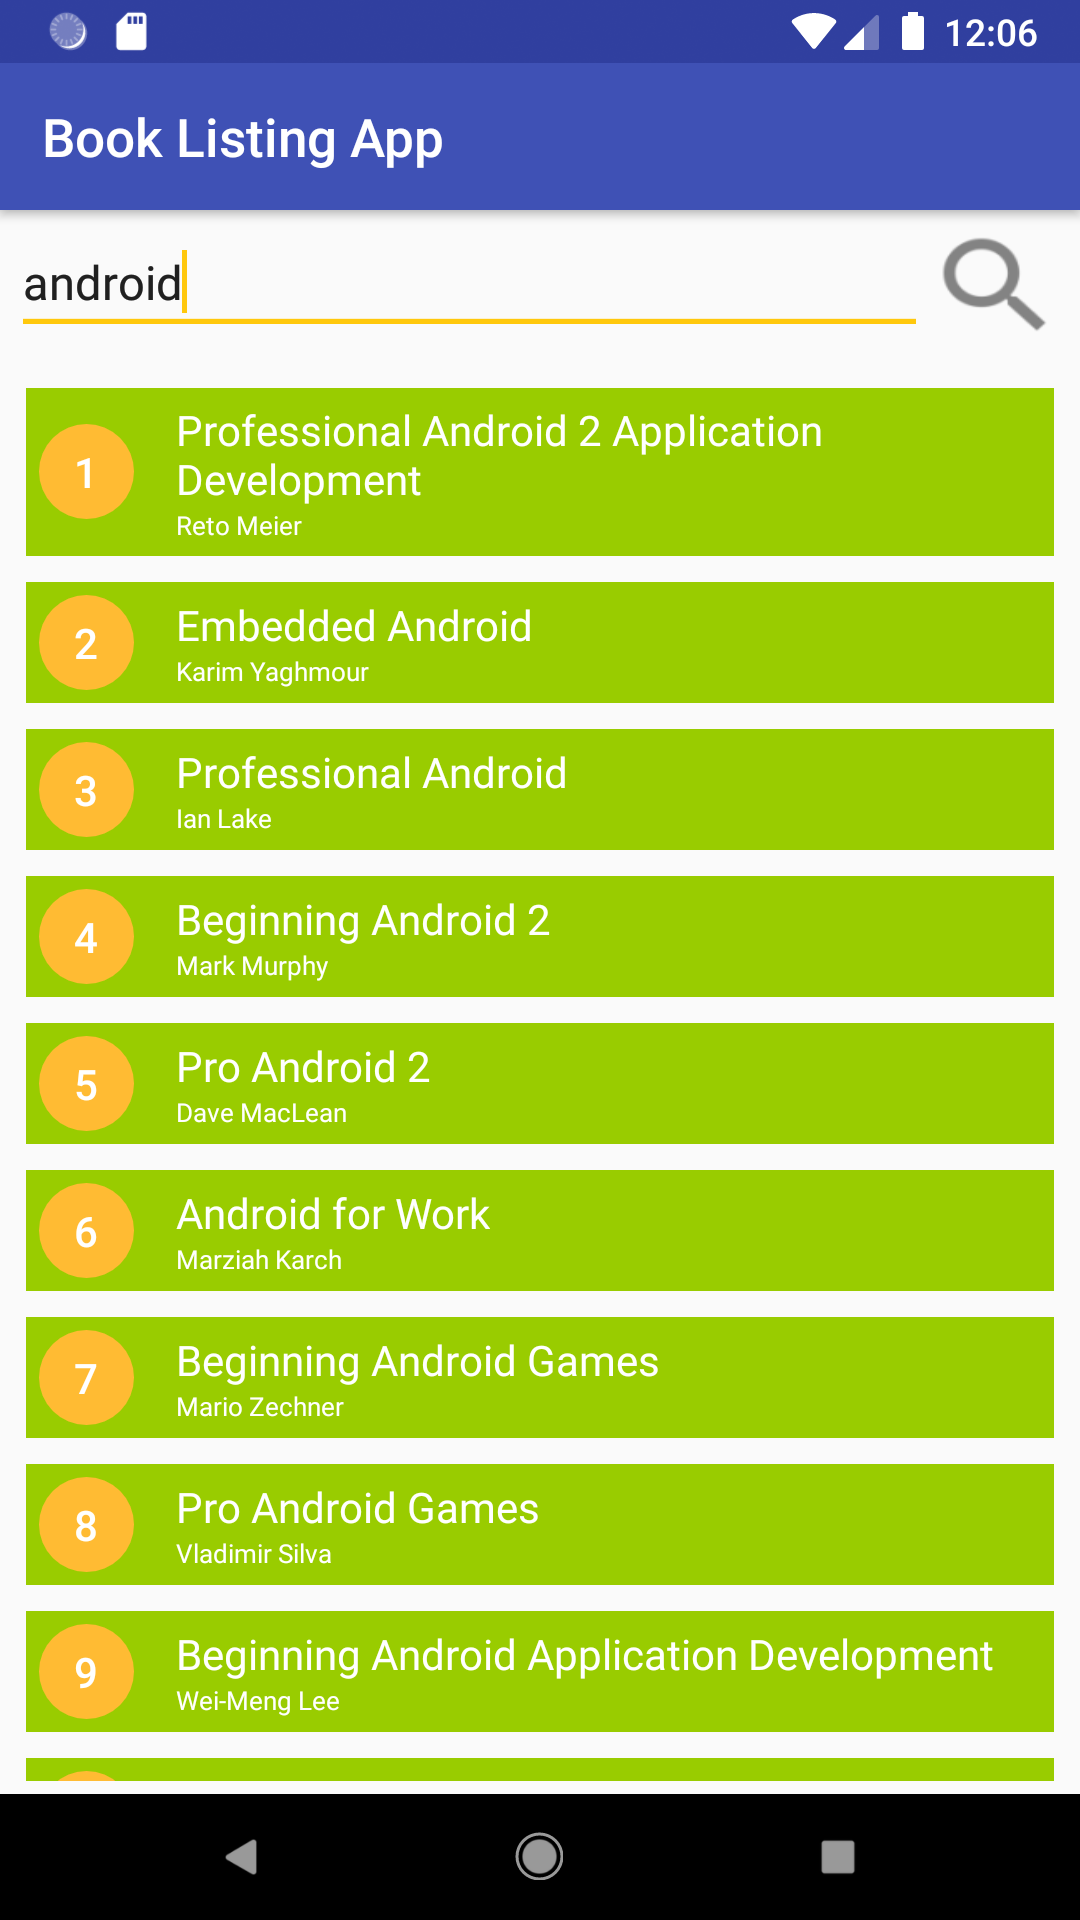 12:06
Book Listing App
android
1
Professional Android 2 Application
Development
Reto Meier
2
Embedded Android
Karim Yaghmour
3
Professional Android
Ian Lake
4
Beginning Android 2
Mark Murphy
5
Pro Android 2
Dave MacLean
6
Android for Work
Marziah Karch
7
Beginning Android Games
Mario Zechner
8
Pro Android Games
Vladimir Silva
9
Beginning Android Application Development
Wei-Meng Lee